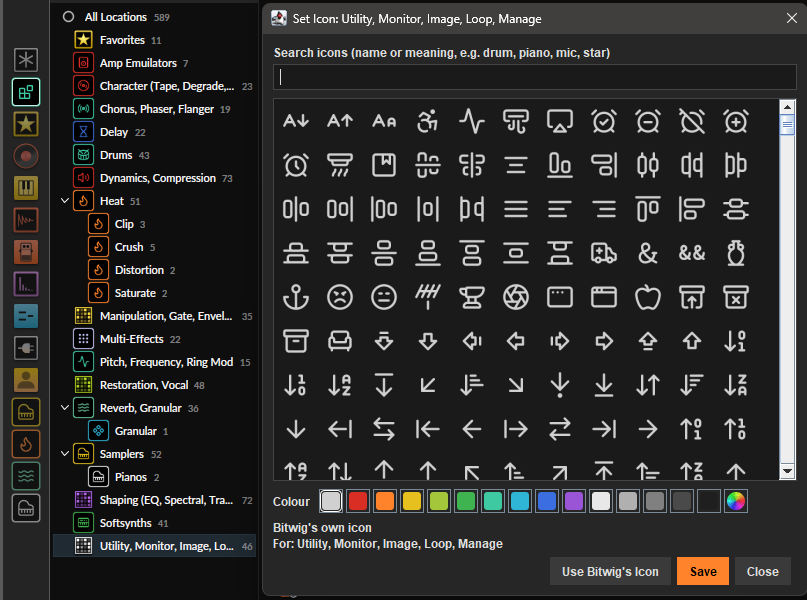 All Locations 589
Favorites 11
Amp Emulators 7
Character (Tape, Degrade,... 23
Chorus, Phaser, Flanger 19
Delay 22
Drums 43
Dynamics, Compression 73
Heat 51
Clip 3
Crush 5
Distortion 2
Saturate 2
Manipulation, Gate, Envel... 35
Multi-Effects 22
Pitch, Frequency, Ring Mod 15
Restoration, Vocal 48
Reverb, Granular 36
Granular 1
Samplers 52
Pianos 2
Shaping (EQ, Spectral, Tra... 72
Softsynths 41
Utility, Monitor, Image, Lo... 46
Set Icon: Utility, Monitor, Image, Loop, Manage
Search icons (name or meaning, e.g. drum, piano, mic, star)
Colour
Bitwig's own icon
For: Utility, Monitor, Image, Loop, Manage
Use Bitwig's Icon Save Close